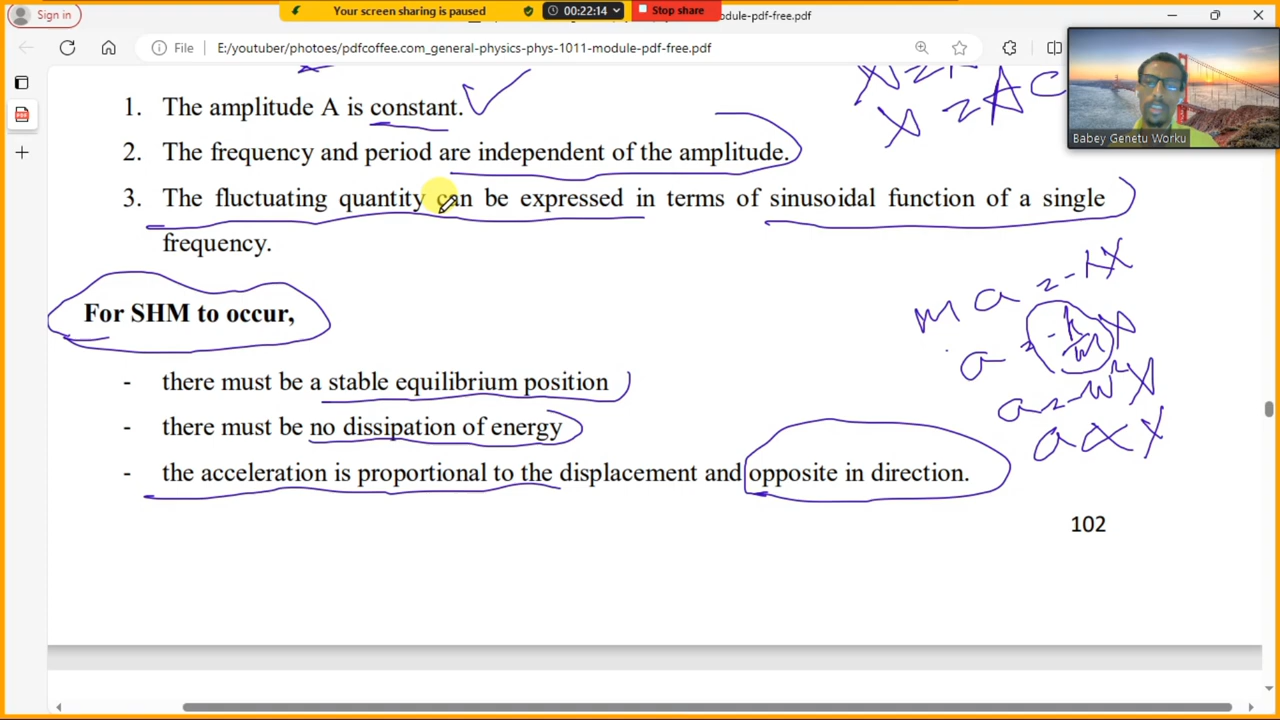 Sign in
Your screen sharing is paused
00:22:14
Stop share
module-pdf-free.pdf
File
E:/youtuber/photoes/pdfcoffee.com_general-physics-phys-1011-module-pdf-free.pdf
Babey Genetu Worku
1. The amplitude A is constant.
2. The frequency and period are independent of the amplitude.
3. The fluctuating quantity can be expressed in terms of sinusoidal function of a single
frequency.
For SHM to occur,
- there must be a stable equilibrium position
- there must be no dissipation of energy
- the acceleration is proportional to the displacement and opposite in direction.
ma = -kx
a = -k/m x
a = -w²x
a ∝ x
102